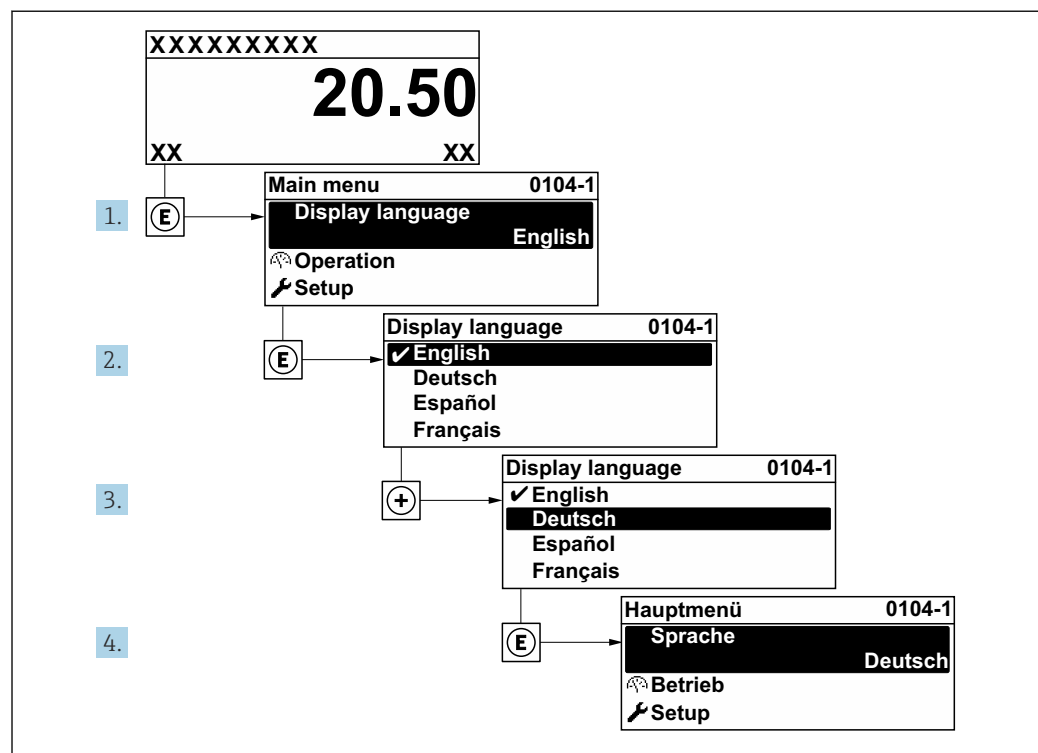 XXXXXXXXX
20.50
XX XX
1.
E
Main menu 0104-1
Display language
English
Operation
Setup
2.
E
Display language 0104-1
✔ English
Deutsch
Español
Français
3.
+
Display language 0104-1
✔ English
Deutsch
Español
Français
4.
E
Hauptmenü 0104-1
Sprache
Deutsch
Betrieb
Setup